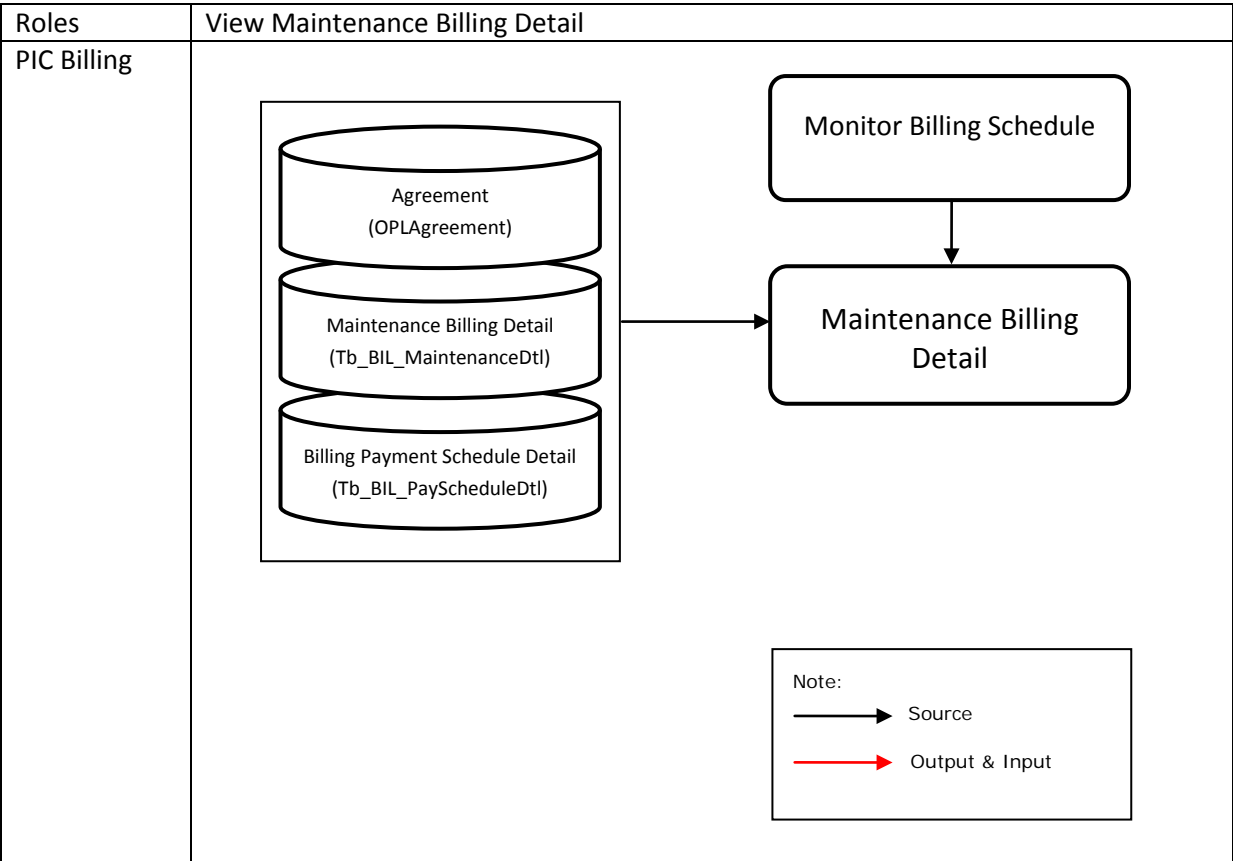 Roles
View Maintenance Billing Detail
PIC Billing
Agreement
(OPLAgreement)
Maintenance Billing Detail
(Tb_BIL_MaintenanceDtl)
Billing Payment Schedule Detail
(Tb_BIL_PayScheduleDtl)
Monitor Billing Schedule
Maintenance Billing
Detail
Note:
Source
Output & Input